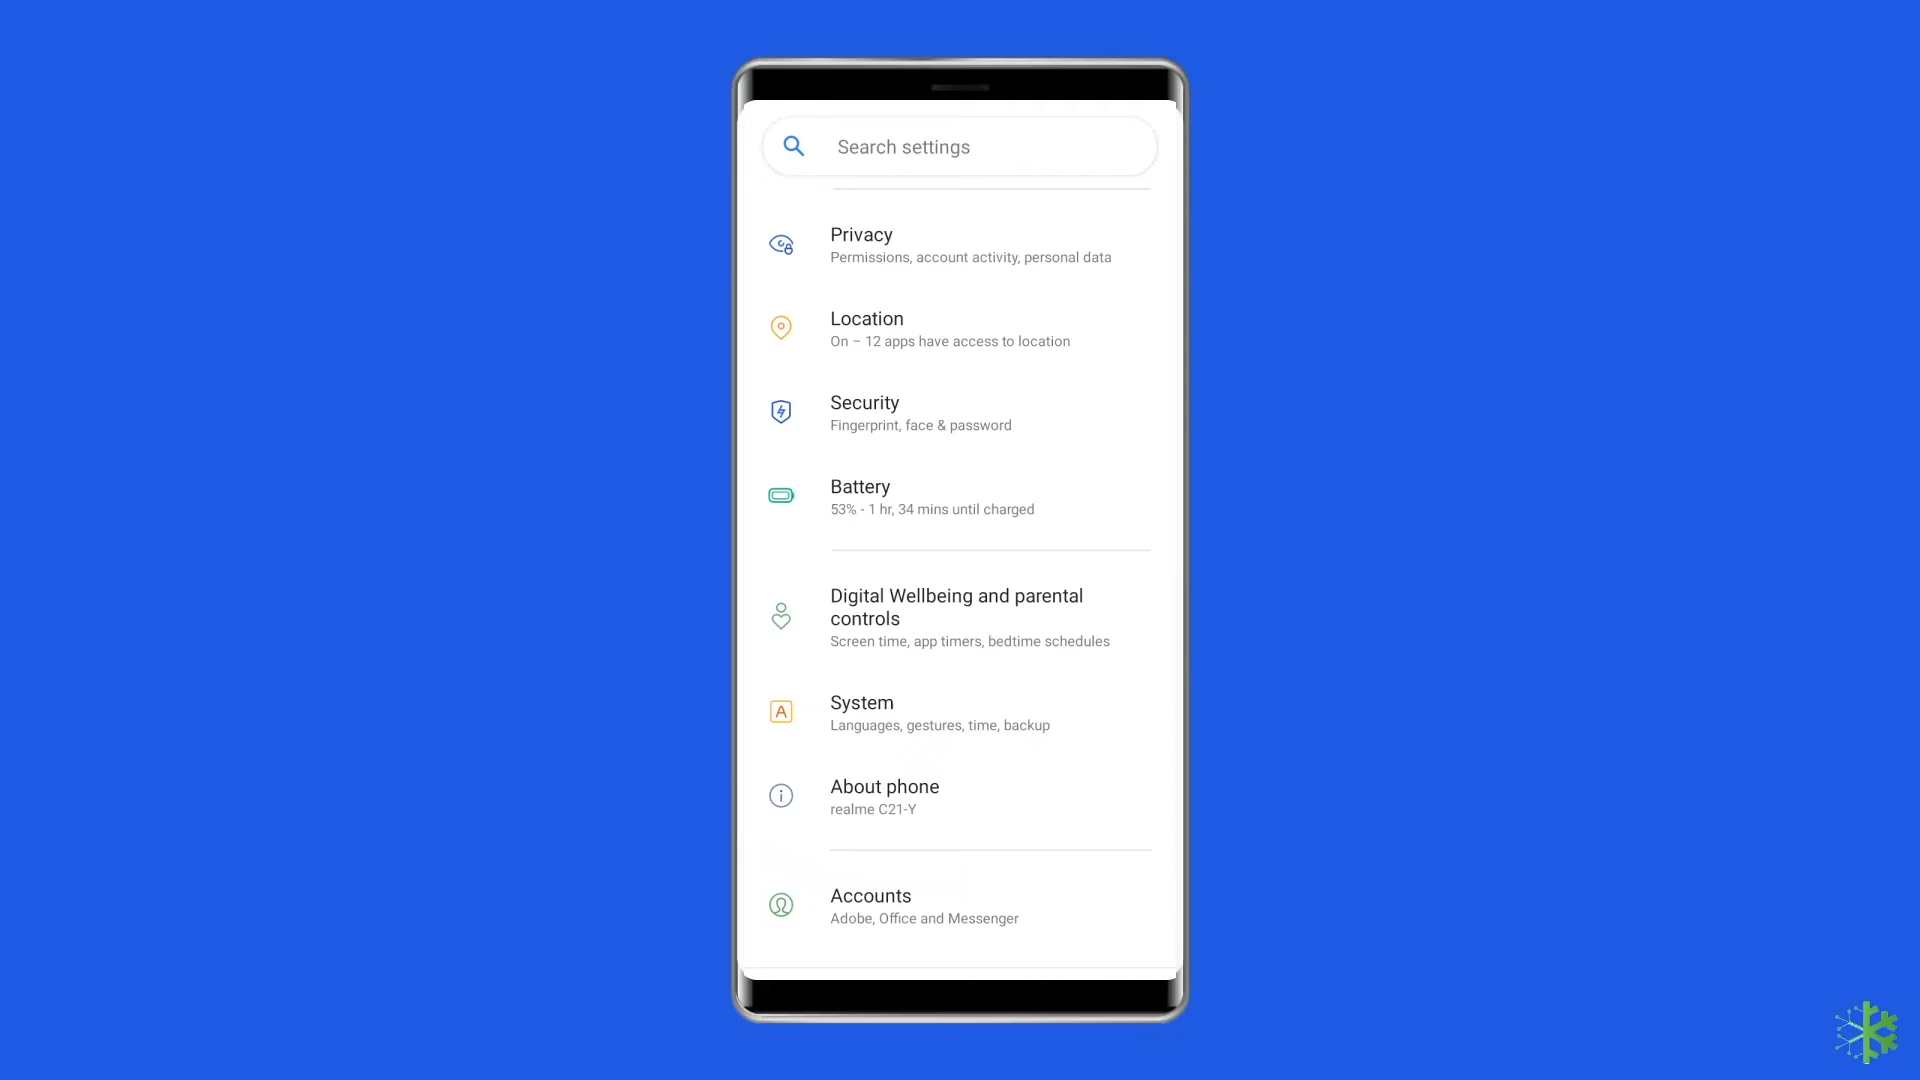 Search settings
Privacy
Permissions, account activity, personal data
Location
On – 12 apps have access to location
Security
Fingerprint, face & password
Battery
53% - 1 hr, 34 mins until charged
Digital Wellbeing and parental
controls
Screen time, app timers, bedtime schedules
System
Languages, gestures, time, backup
About phone
realme C21-Y
Accounts
Adobe, Office and Messenger